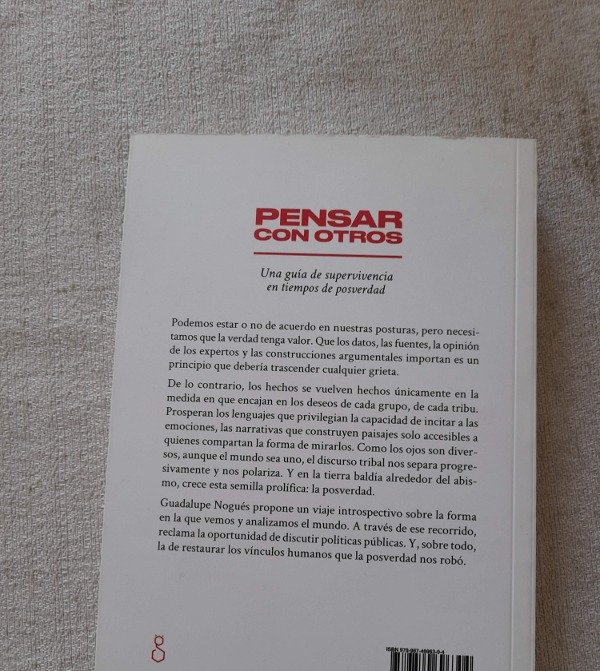 PENSAR
CON OTROS
Una guía de supervivencia
en tiempos de posverdad
Podemos estar o no de acuerdo en nuestras posturas, pero necesi-
tamos que la verdad tenga valor. Que los datos, las fuentes, la opinión
de los expertos y las construcciones argumentales importan es un
principio que debería trascender cualquier grieta.
De lo contrario, los hechos se vuelven hechos únicamente en la
medida en que encajan en los deseos de cada grupo, de cada tribu.
Prosperan los lenguajes que privilegian la capacidad de incitar a las
emociones, las narrativas que construyen paisajes solo accesibles a
quienes compartan la forma de mirarlos. Como los ojos son diver-
sos, aunque el mundo sea uno, el discurso tribal nos separa progre-
sivamente y nos polariza. Y en la tierra baldía alrededor del abis-
mo, crece esta semilla prolífica: la posverdad.
Guadalupe Nogués propone un viaje introspectivo sobre la forma
en la que vemos y analizamos el mundo. A través de ese recorrido,
reclama la oportunidad de discutir políticas públicas. Y, sobre todo,
la de restaurar los vínculos humanos que la posverdad nos robó.